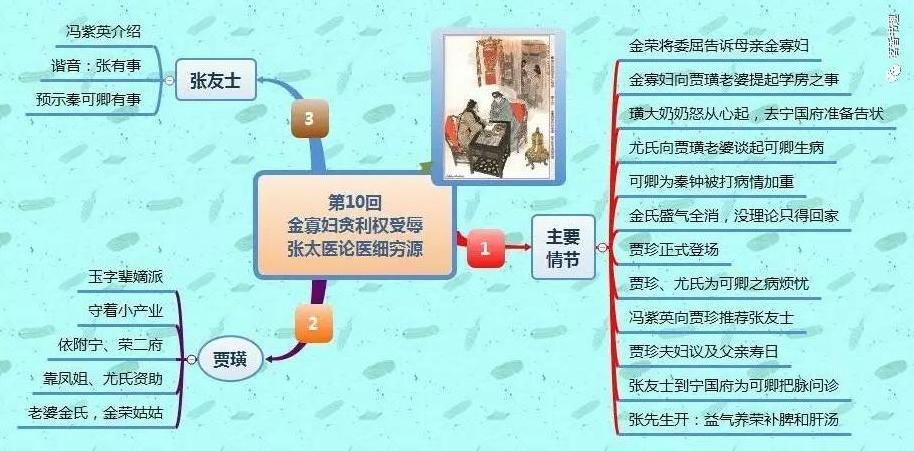 第10回
金寡妇贪利权受辱
张太医论医细穷源
1
主要
情节
金荣将委屈告诉母亲金寡妇
金寡妇向贾璜老婆提起学房之事
璜大奶奶怒从心起，去宁国府准备告状
尤氏向贾璜老婆谈起可卿生病
可卿为秦钟被打病情加重
金氏盛气全消，没理论只得回家
贾珍正式登场
贾珍、尤氏为可卿之病烦忧
冯紫英向贾珍推荐张友士
贾珍夫妇议及父亲寿日
张友士到宁国府为可卿把脉问诊
张先生开：益气养荣补脾和肝汤
2
贾璜
玉字辈嫡派
守着小产业
依附宁、荣二府
靠凤姐、尤氏资助
老婆金氏，金荣姑姑
3
张友士
冯紫英介绍
谐音：张有事
预示秦可卿有事